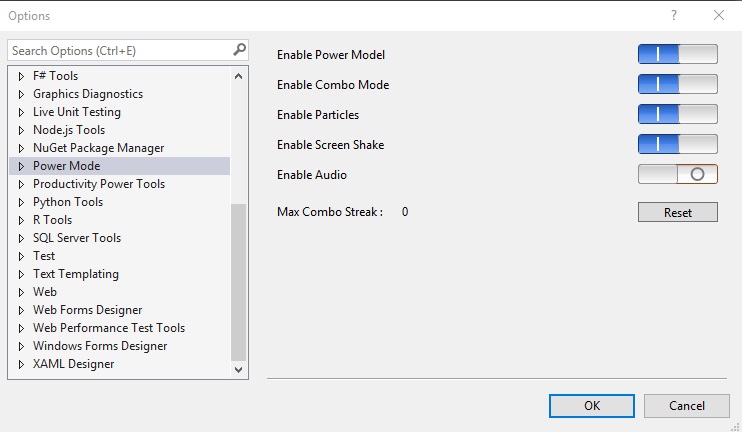 Options
?
Search Options (Ctrl+E)
F# Tools
Graphics Diagnostics
Live Unit Testing
Node.js Tools
NuGet Package Manager
Power Mode
Productivity Power Tools
Python Tools
R Tools
SQL Server Tools
Test
Text Templating
Web
Web Forms Designer
Web Performance Test Tools
Windows Forms Designer
XAML Designer
Enable Power Model
Enable Combo Mode
Enable Particles
Enable Screen Shake
Enable Audio
Max Combo Streak : 0
Reset
OK
Cancel